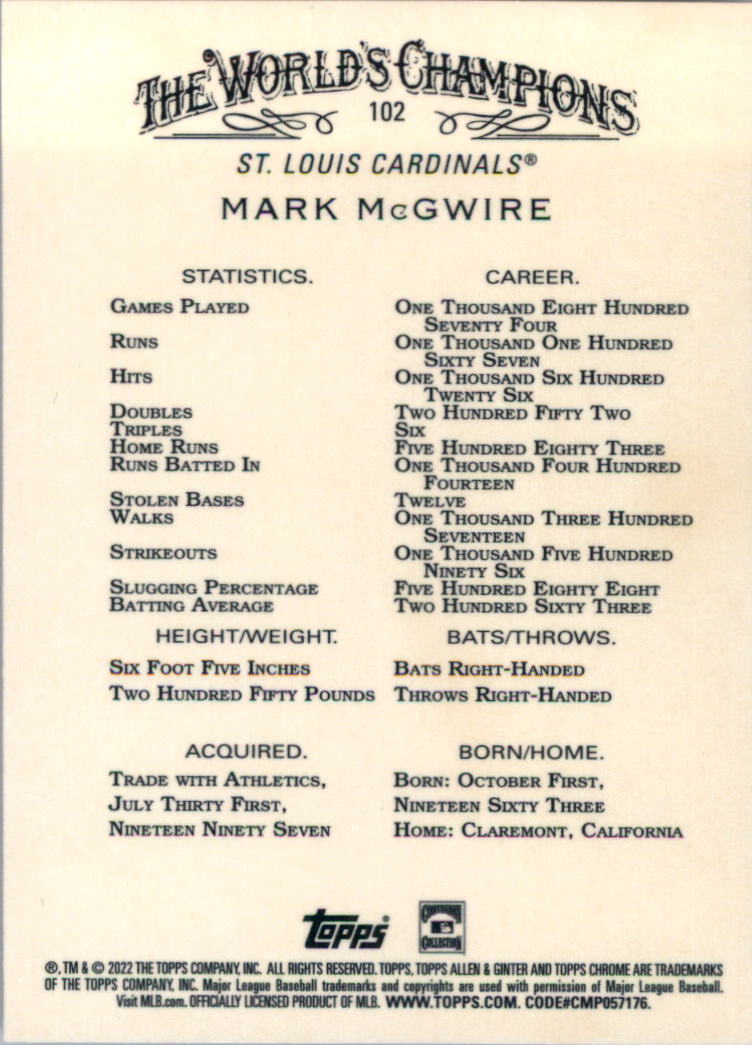 THE WORLD'S CHAMPIONS
102
ST. LOUIS CARDINALS®
MARK McGWIRE
STATISTICS. CAREER.
GAMES PLAYED ONE THOUSAND EIGHT HUNDRED
SEVENTY FOUR
RUNS ONE THOUSAND ONE HUNDRED
SIXTY SEVEN
HITS ONE THOUSAND SIX HUNDRED
TWENTY SIX
DOUBLES TWO HUNDRED FIFTY TWO
TRIPLES SIX
HOME RUNS FIVE HUNDRED EIGHTY THREE
RUNS BATTED IN ONE THOUSAND FOUR HUNDRED
FOURTEEN
STOLEN BASES TWELVE
WALKS ONE THOUSAND THREE HUNDRED
SEVENTEEN
STRIKEOUTS ONE THOUSAND FIVE HUNDRED
NINETY SIX
SLUGGING PERCENTAGE FIVE HUNDRED EIGHTY EIGHT
BATTING AVERAGE TWO HUNDRED SIXTY THREE
HEIGHT/WEIGHT. BATS/THROWS.
SIX FOOT FIVE INCHES BATS RIGHT-HANDED
TWO HUNDRED FIFTY POUNDS THROWS RIGHT-HANDED
ACQUIRED. BORN/HOME.
TRADE WITH ATHLETICS, BORN: OCTOBER FIRST,
JULY THIRTY FIRST, NINETEEN SIXTY THREE
NINETEEN NINETY SEVEN HOME: CLAREMONT, CALIFORNIA
Topps COOPERSTOWN COLLECTION
®, TM & © 2022 THE TOPPS COMPANY, INC. ALL RIGHTS RESERVED. TOPPS, TOPPS ALLEN & GINTER AND TOPPS CHROME ARE TRADEMARKS
OF THE TOPPS COMPANY, INC. Major League Baseball trademarks and copyrights are used with permission of Major League Baseball.
Visit MLB.com. OFFICIALLY LICENSED PRODUCT OF MLB. WWW.TOPPS.COM. CODE#CMP057176.